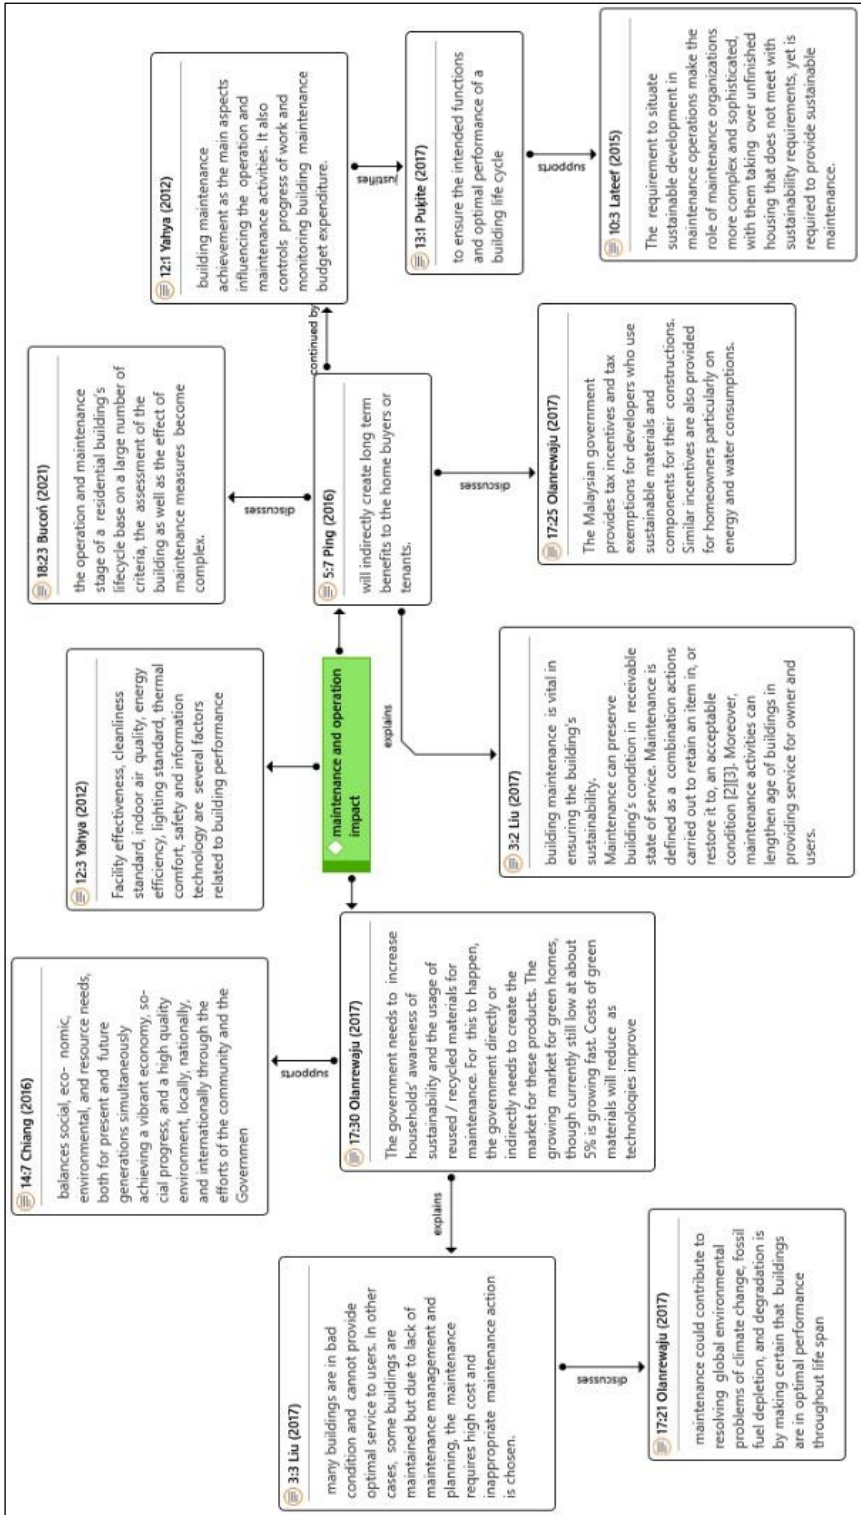 14:7 Chiang (2016)
balances social, eco- nomic,
environmental, and resource needs,
both for present and future
generations simultaneously
achieving a vibrant economy, so-
cial progress, and a high quality
environment, locally, nationally,
and internationally through the
efforts of the community and the
Governmen
12:3 Yahya (2012)
Facility effectiveness, cleanliness
standard, indoor air quality, energy
efficiency, lighting standard, thermal
comfort, safety and information
technology are several factors
related to building performance
18:23 Bucoń (2021)
the operation and maintenance
stage of a residential building's
lifecycle base on a large number of
criteria, the assessment of the
building as well as the effect of
maintenance measures become
complex.
12:1 Yahya (2012)
building maintenance
achievement as the main aspects
influencing the operation and
maintenance activities. It also
controls progress of work and
monitoring building maintenance
budget expenditure.
supports
discusses
continued by
justifies
3:3 Liu (2017)
many buildings are in bad
condition and cannot provide
optimal service to users. In other
cases, some buildings are
maintained but due to lack of
maintenance management and
planning, the maintenance
requires high cost and
inappropriate maintenance action
is chosen.
explains
17:30 Olanrewaju (2017)
The government needs to increase
households' awareness of
sustainability and the usage of
reused / recycled materials for
maintenance. For this to happen,
the government directly or
indirectly needs to create the
market for these products. The
growing market for green homes,
though currently still low at about
5% is growing fast. Costs of green
materials will reduce as
technologies improve
maintenance and operation
impact
5:7 Ping (2016)
will indirectly create long term
benefits to the home buyers or
tenants.
13:1 Puķite (2017)
to ensure the intended functions
and optimal performance of a
building life cycle
discusses
explains
discusses
supports
17:21 Olanrewaju (2017)
maintenance could contribute to
resolving global environmental
problems of climate change, fossil
fuel depletion, and degradation is
by making certain that buildings
are in optimal performance
throughout life span
3:2 Liu (2017)
building maintenance is vital in
ensuring the building's
sustainability.
Maintenance can preserve
building's condition in receivable
state of service. Maintenance is
defined as a combination actions
carried out to retain an item in, or
restore it to, an acceptable
condition [2][3]. Moreover,
maintenance activities can
lengthen age of buildings in
providing service for owner and
users.
17:25 Olanrewaju (2017)
The Malaysian government
provides tax incentives and tax
exemptions for developers who use
sustainable materials and
components for their constructions.
Similar incentives are also provided
for homeowners particularly on
energy and water consumptions.
10:3 Lateef (2015)
The requirement to situate
sustainable development in
maintenance operations make the
role of maintenance organizations
more complex and sophisticated,
with them taking over unfinished
housing that does not meet with
sustainability requirements, yet is
required to provide sustainable
maintenance.